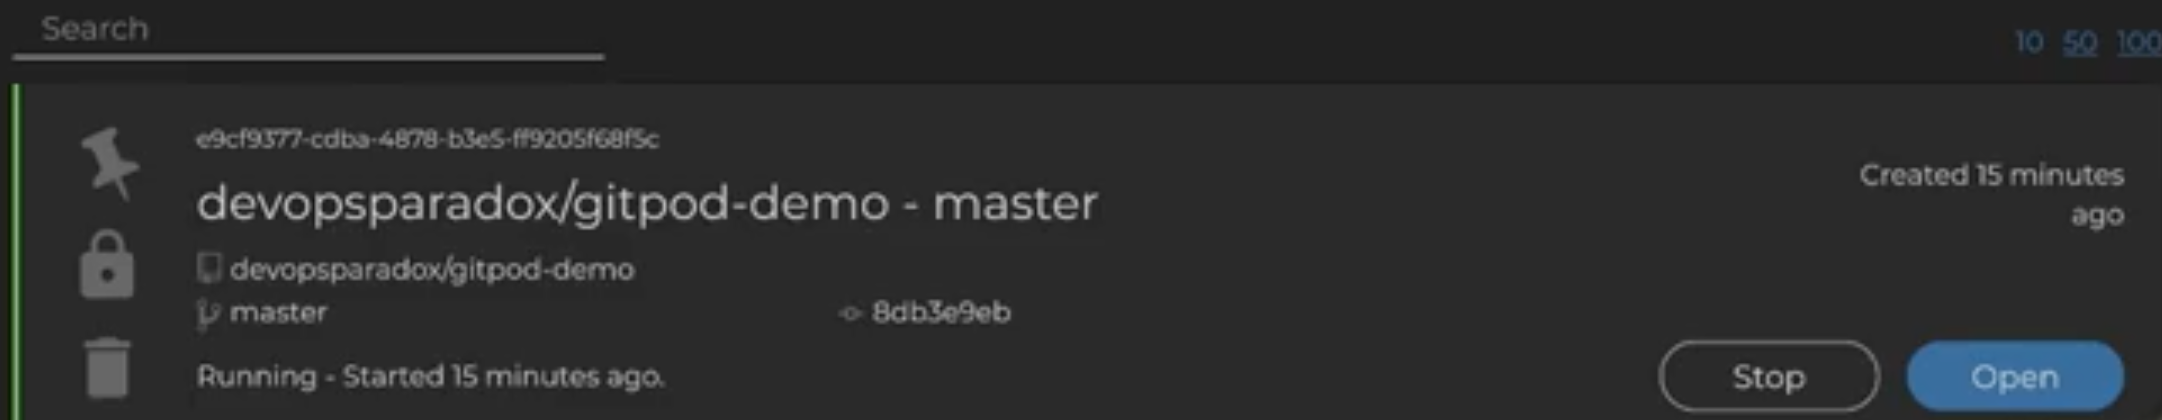 Search
10 50 100
e9cf9377-cdba-4878-b3e5-ff9205f68f5c
devopsparadox/gitpod-demo - master
Created 15 minutes
ago
devopsparadox/gitpod-demo
master
8db3e9eb
Running - Started 15 minutes ago.
Stop
Open